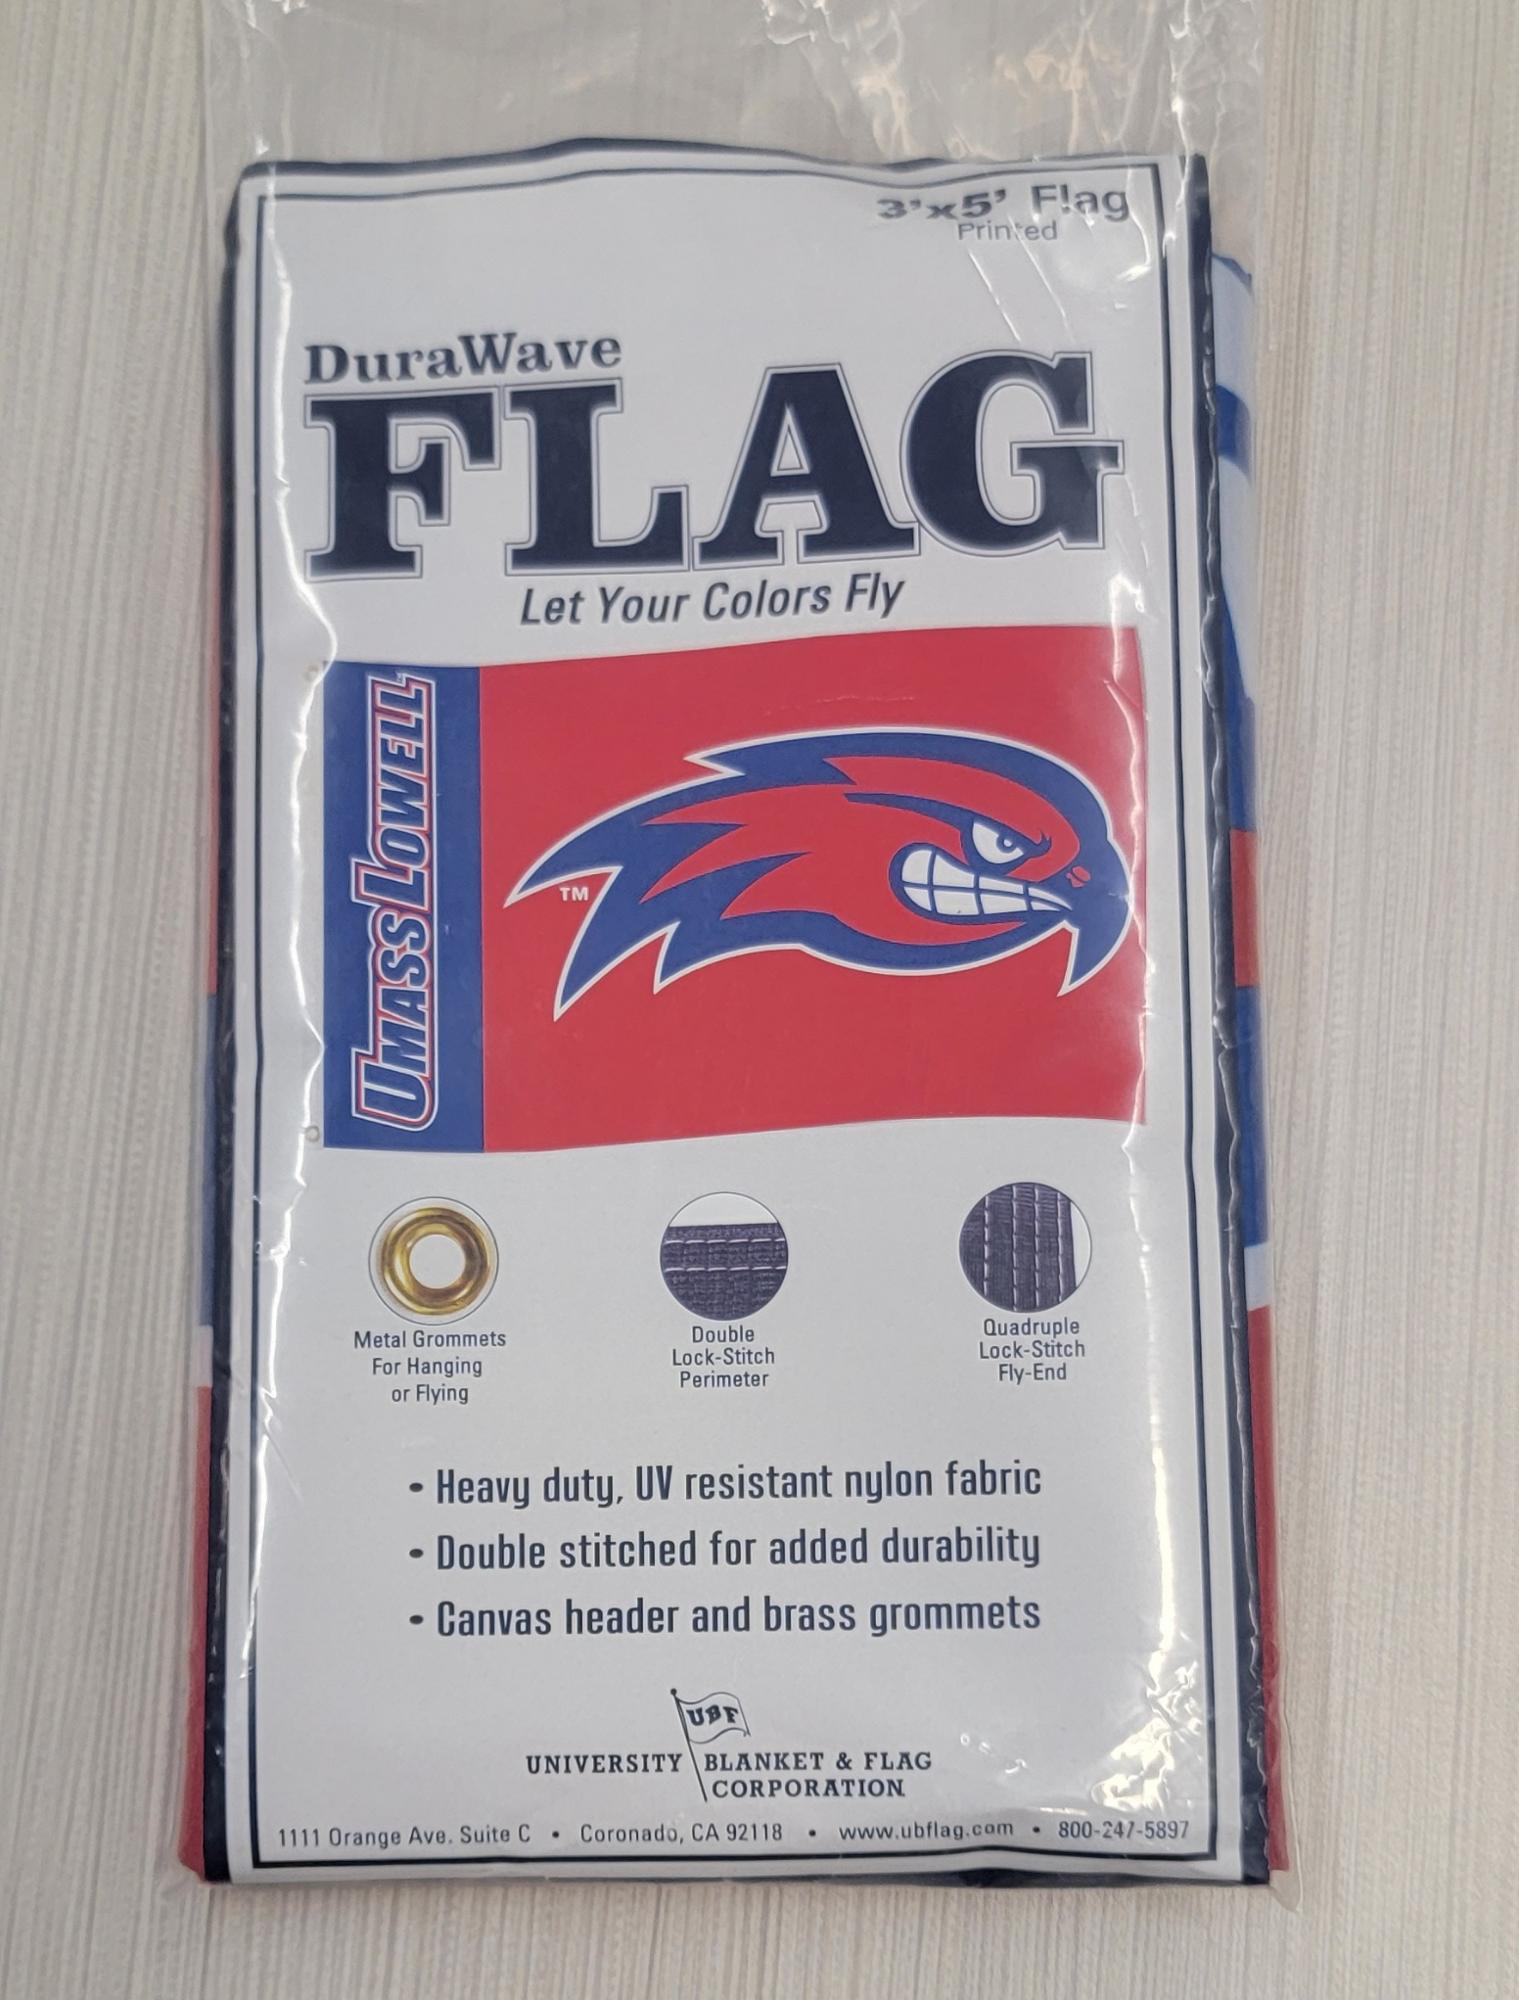 3'x5' Flag
Printed
DuraWave
FLAG
Let Your Colors Fly
UMASS LOWELL
TM
Metal Grommets
For Hanging
or Flying
Double
Lock-Stitch
Perimeter
Quadruple
Lock-Stitch
Fly-End
• Heavy duty, UV resistant nylon fabric
• Double stitched for added durability
• Canvas header and brass grommets
UBF
UNIVERSITY BLANKET & FLAG
CORPORATION
1111 Orange Ave. Suite C • Coronado, CA 92118 • www.ubflag.com • 800-247-5897